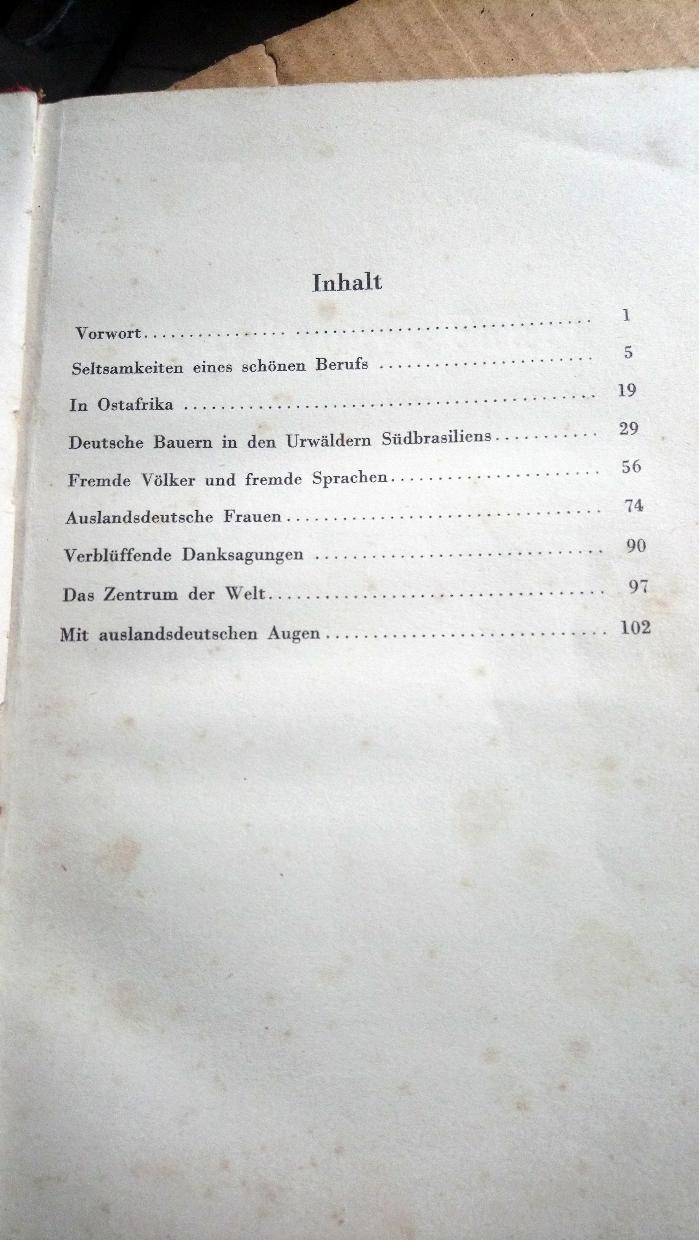 Inhalt
Vorwort................ ................................ 1
Seltsamkeiten eines schönen Berufs ........................ 5
In Ostafrika ............................................. 19
Deutsche Bauern in den Urwäldern Südbrasiliens........... 29
Fremde Völker und fremde Sprachen....................... 56
Auslandsdeutsche Frauen.................................. 74
Verblüffende Danksagungen ............................... 90
Das Zentrum der Welt..................................... 97
Mit auslandsdeutschen Augen.............................. 102